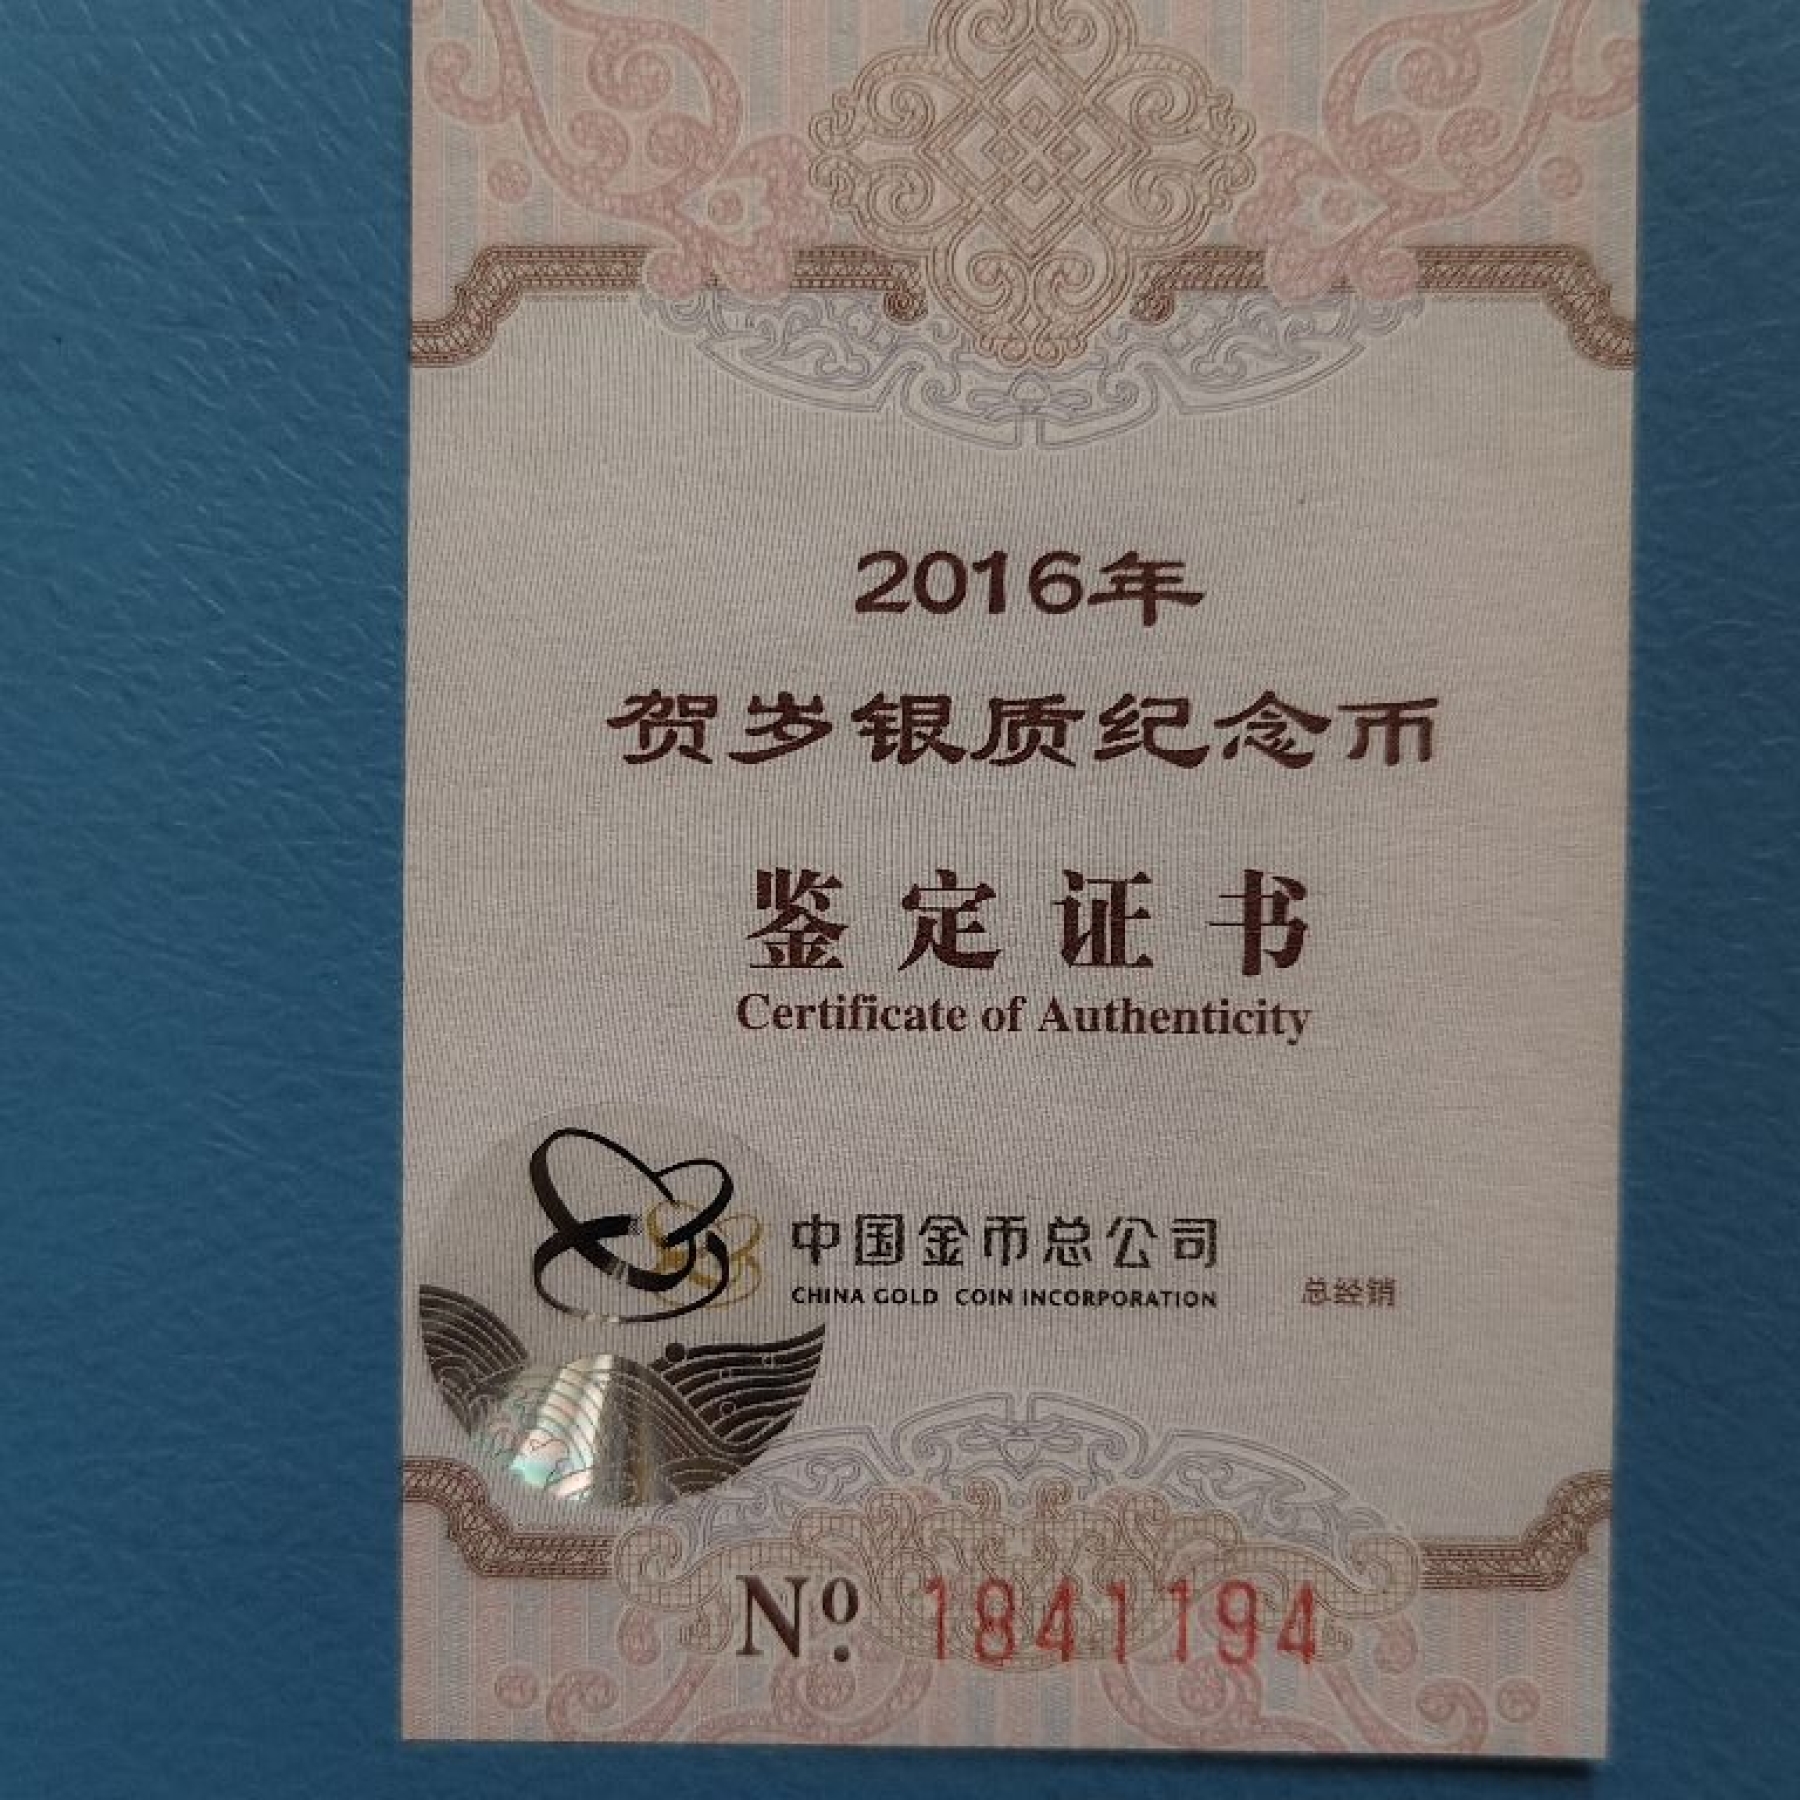 2016年
贺岁银质纪念币
鉴定证书
Certificate of Authenticity
中国金币总公司
CHINA GOLD COIN INCORPORATION
总经销
Nº 1841194